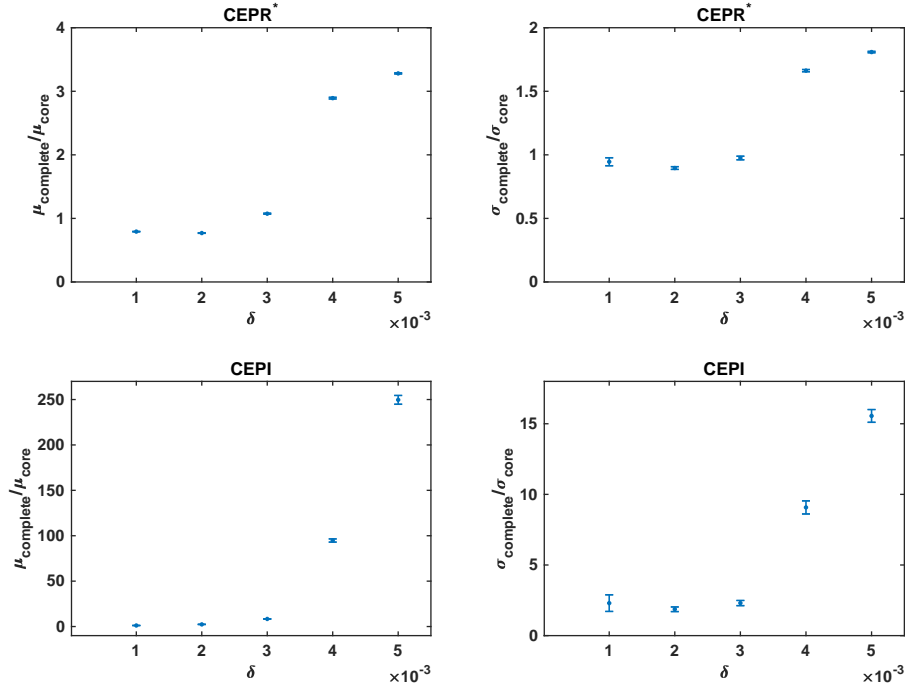 CEPR*
4
3
2
1
0
μcomplete/μcore
1 2 3 4 5
δ
×10-3
CEPR*
2
1.5
1
0.5
0
σcomplete/σcore
1 2 3 4 5
δ
×10-3
CEPI
250
200
150
100
50
0
μcomplete/μcore
1 2 3 4 5
δ
×10-3
CEPI
15
10
5
0
σcomplete/σcore
1 2 3 4 5
δ
×10-3